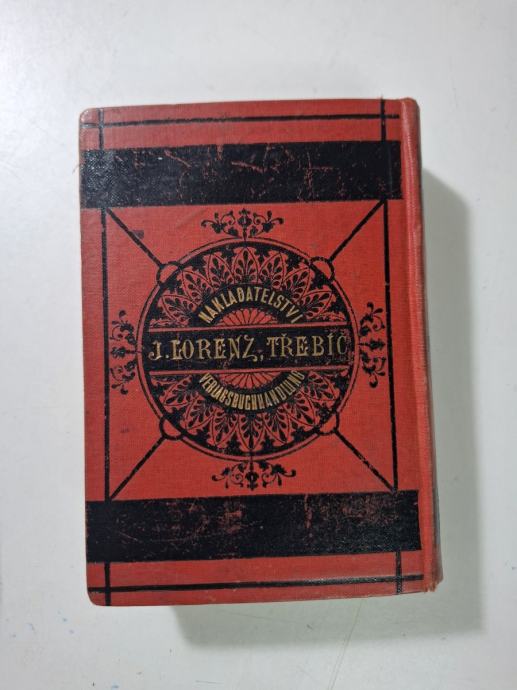 NAKLADATELSTVÍ
J. LORENZ, TŘEBÍČ
VERLAGSBUCHHANDLUNG